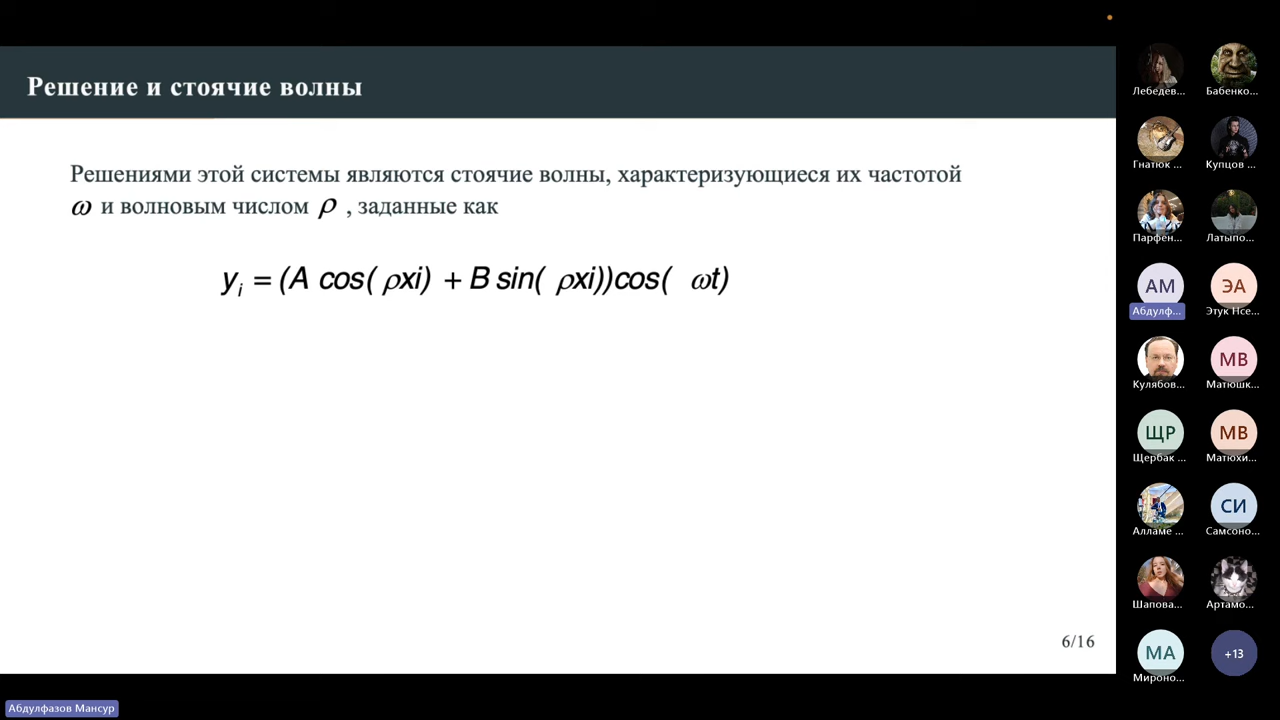 Решение и стоячие волны
Решениями этой системы являются стоячие волны, характеризующиеся их частотой
ω и волновым числом ρ , заданные как
y_i = (A cos( ρxi) + B sin( ρxi))cos( ωt)
6/16
Абдулфазов Мансур
Лебедев...
Бабенко...
Гнатюк ...
Купцов ...
Парфен...
Латыпо...
АМ
Абдулф...
ЭА
Этук Нсе...
Кулябов...
МВ
Матюшк...
ЩР
Щербак ...
МВ
Матюхи...
Алламе ...
СИ
Самсоно...
Шапова...
Артамо...
МА
Мироно...
+13